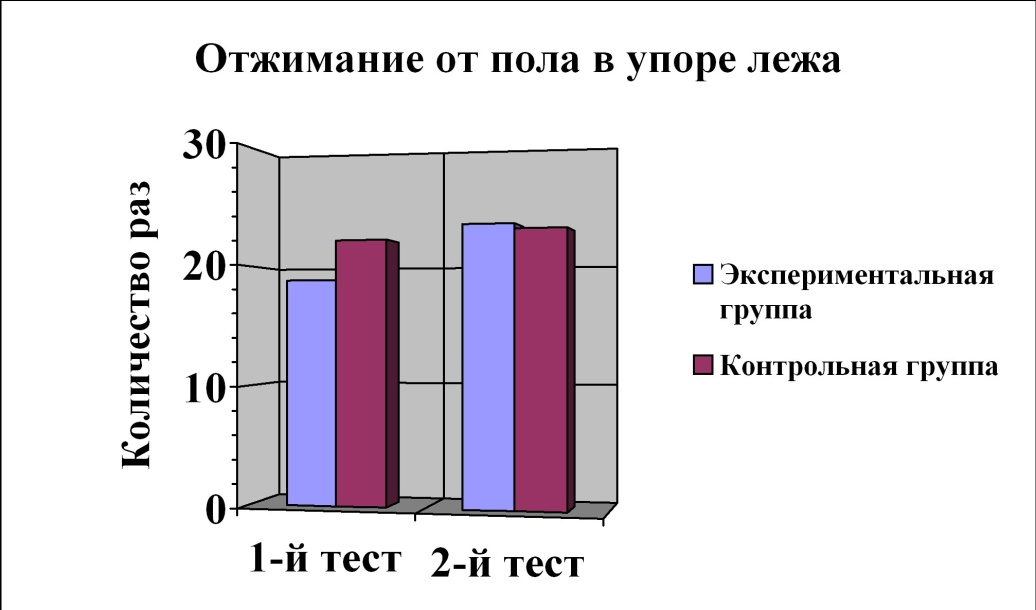 Отжимание от пола в упоре лежа
Количество раз
30
20
10
0
1-й тест
2-й тест
Экспериментальная
группа
Контрольная группа